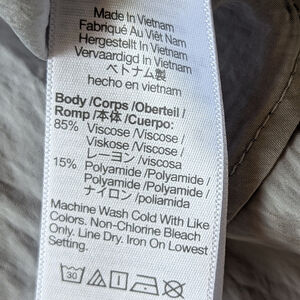 Made In Vietnam
Fabriqué Au Việt Nam
Hergestellt In Vietnam
Vervaardigd in Vietnam
ベトナム製
hecho en vietnam
Body /Corps /Oberteil /
Romp /本体 /Cuerpo:
85% Viscose /Viscose /
Viskose /Viscose /
レーヨン /viscosa
15% Polyamide /Polyamide /
Polyamide /Polyamide /
ナイロン /poliamida
Machine Wash Cold With Like
Colors. Non-Chlorine Bleach
Only. Line Dry. Iron On Lowest
Setting.
30